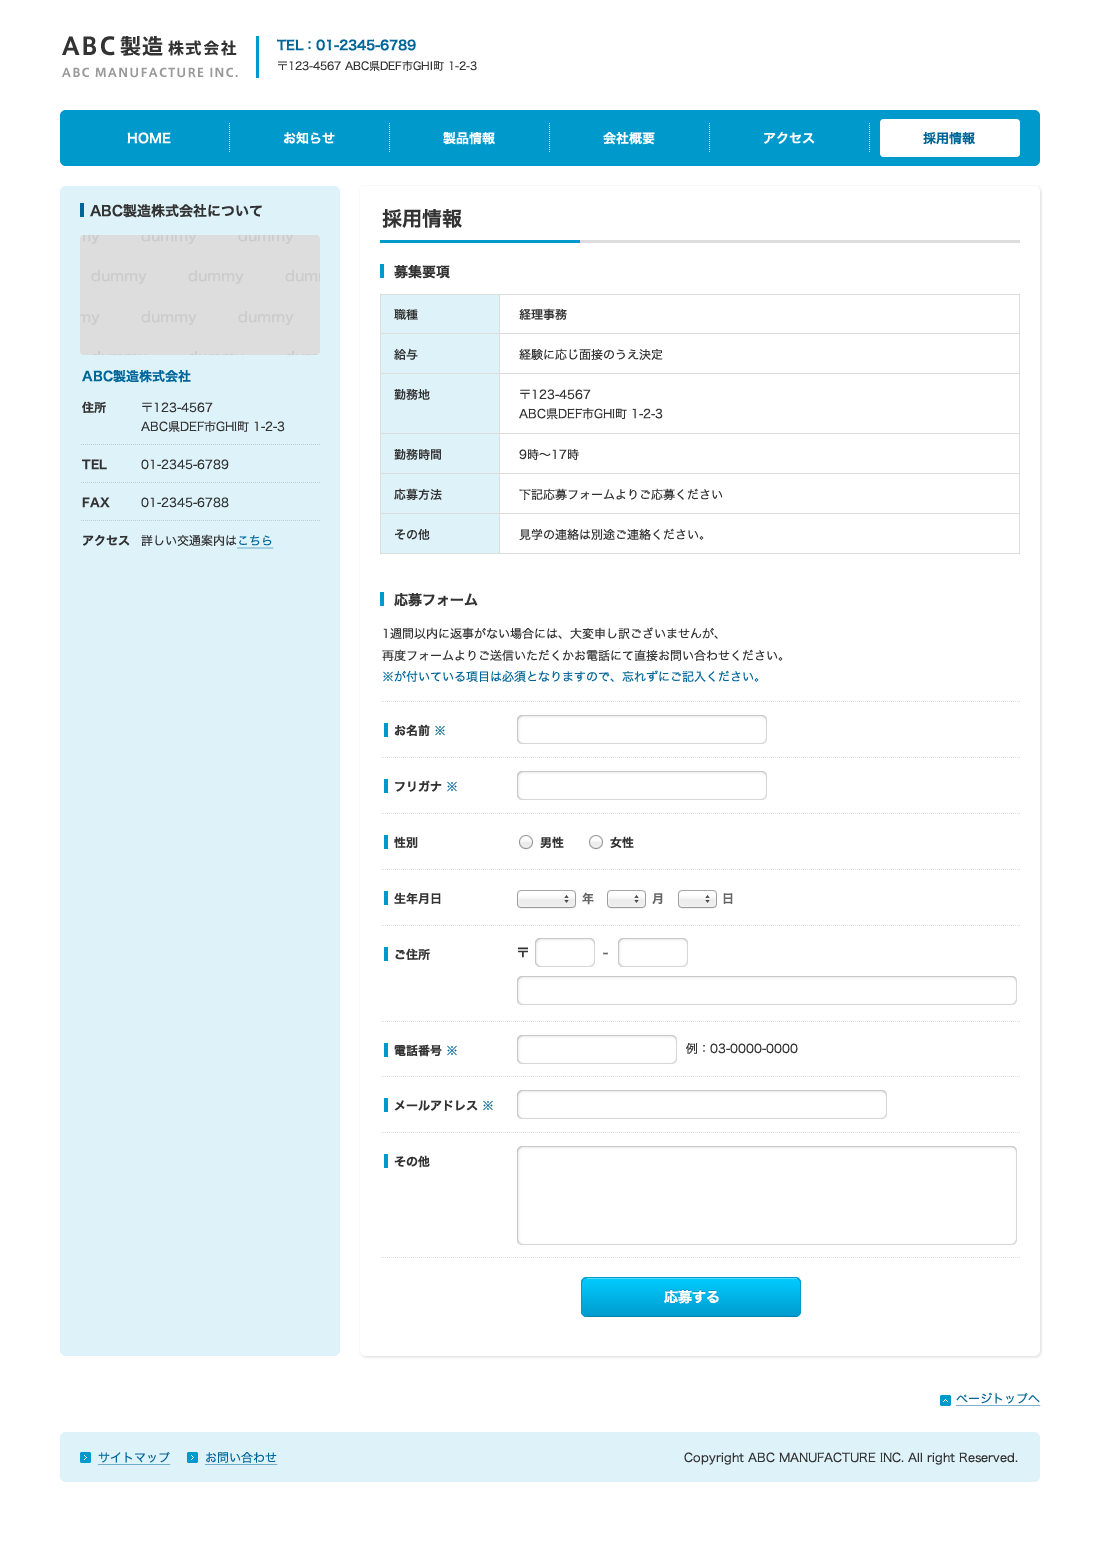 ABC製造株式会社
ABC MANUFACTURE INC.
TEL：01-2345-6789
〒123-4567 ABC県DEF市GHI町 1-2-3
HOME
お知らせ
製品情報
会社概要
アクセス
採用情報
ABC製造株式会社について
my dummy dummy
dummy dummy dum
my dummy dummy
ABC製造株式会社
住所 〒123-4567
ABC県DEF市GHI町 1-2-3
TEL 01-2345-6789
FAX 01-2345-6788
アクセス 詳しい交通案内はこちら
採用情報
募集要項
職種 経理事務
給与 経験に応じ面接のうえ決定
勤務地 〒123-4567
ABC県DEF市GHI町 1-2-3
勤務時間 9時〜17時
応募方法 下記応募フォームよりご応募ください
その他 見学の連絡は別途ご連絡ください。
応募フォーム
1週間以内に返事がない場合には、大変申し訳ございませんが、
再度フォームよりご送信いただくかお電話にて直接お問い合わせください。
※が付いている項目は必須となりますので、忘れずにご記入ください。
お名前 ※
フリガナ ※
性別 男性 女性
生年月日 年 月 日
ご住所 〒 -
電話番号 ※ 例：03-0000-0000
メールアドレス ※
その他
応募する
ページトップへ
サイトマップ お問い合わせ Copyright ABC MANUFACTURE INC. All right Reserved.